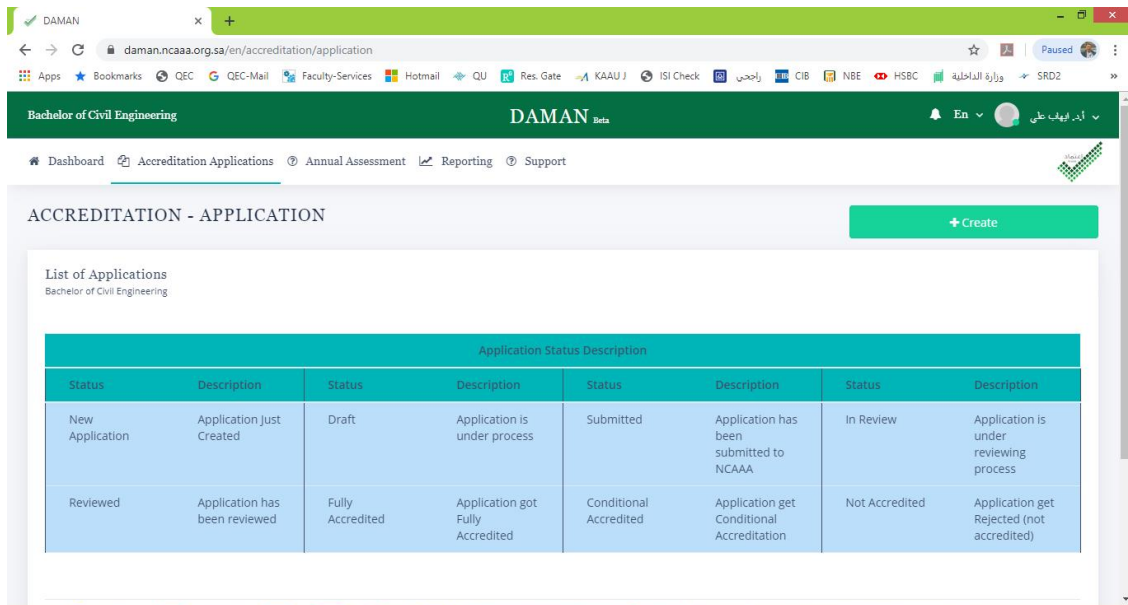 DAMAN
daman.ncaaa.org.sa/en/accreditation/application
Paused
Apps Bookmarks QEC QEC-Mail Faculty-Services Hotmail QU Res. Gate KAAU J ISI Check راجحى CIB NBE HSBC وزارة الداخلية SRD2 »
Bachelor of Civil Engineering
DAMAN Beta
En
أ.د. ايهاب على
Dashboard Accreditation Applications Annual Assessment Reporting Support
ACCREDITATION - APPLICATION
+ Create
List of Applications
Bachelor of Civil Engineering
Application Status Description
Status Description Status Description Status Description Status Description
New Application
Application Just Created
Draft
Application is under process
Submitted
Application has been submitted to NCAAA
In Review
Application is under reviewing process
Reviewed
Application has been reviewed
Fully Accredited
Application got Fully Accredited
Conditional Accredited
Application get Conditional Accreditation
Not Accredited
Application get Rejected (not accredited)